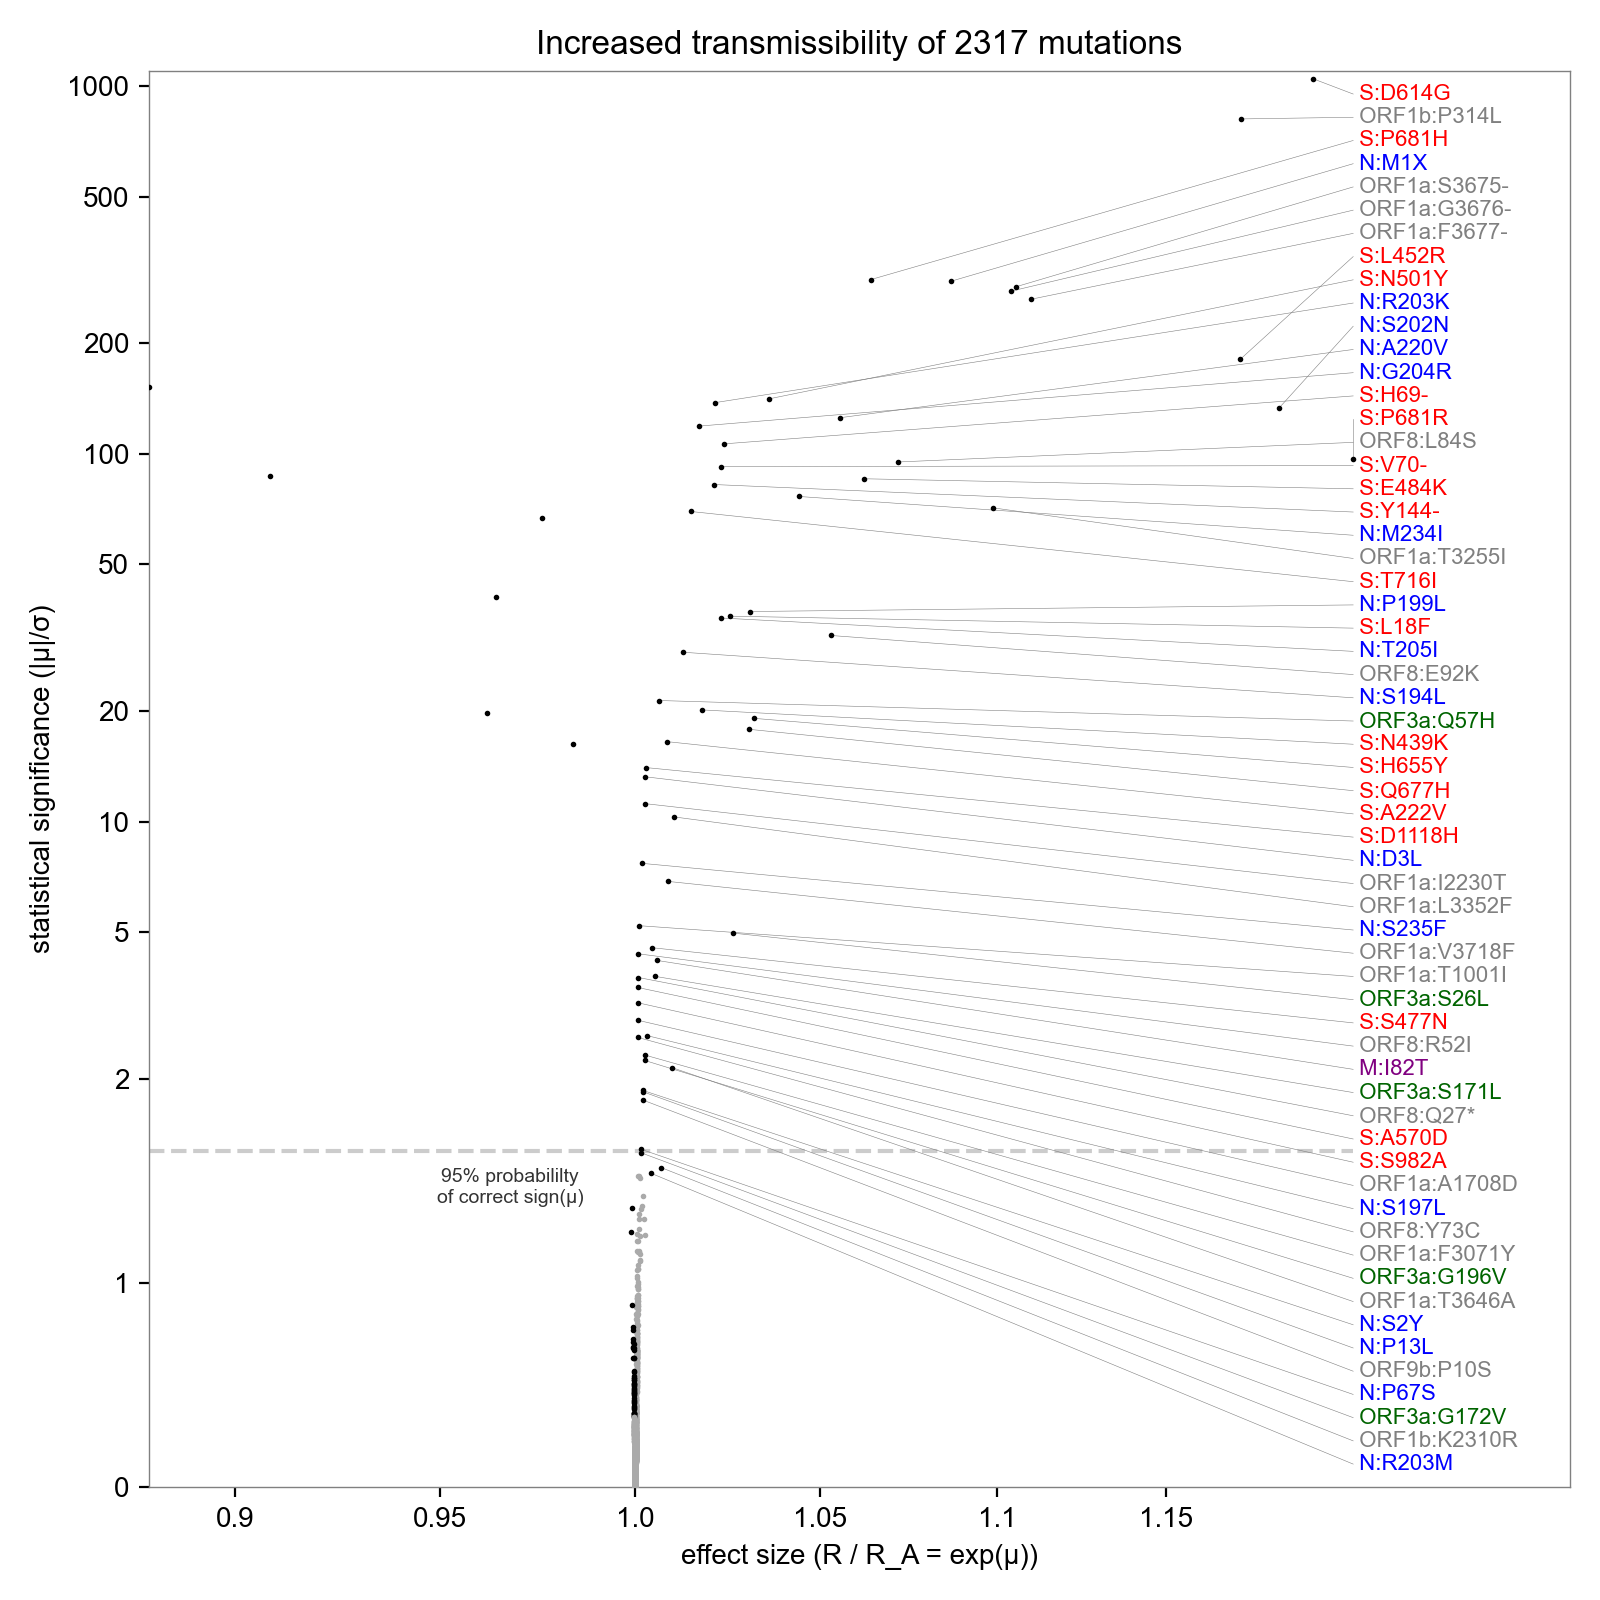 Increased transmissibility of 2317 mutations
1000
500
200
100
50
20
10
5
2
1
0
statistical significance (|μ|/σ)
S:D614G
ORF1b:P314L
S:P681H
N:M1X
ORF1a:S3675-
ORF1a:G3676-
ORF1a:F3677-
S:L452R
S:N501Y
N:R203K
N:S202N
N:A220V
N:G204R
S:H69-
S:P681R
ORF8:L84S
S:V70-
S:E484K
S:Y144-
N:M234I
ORF1a:T3255I
S:T716I
N:P199L
S:L18F
N:T205I
ORF8:E92K
N:S194L
ORF3a:Q57H
S:N439K
S:H655Y
S:Q677H
S:A222V
S:D1118H
N:D3L
ORF1a:I2230T
ORF1a:L3352F
N:S235F
ORF1a:V3718F
ORF1a:T1001I
ORF3a:S26L
S:S477N
ORF8:R52I
M:I82T
ORF3a:S171L
ORF8:Q27*
S:A570D
S:S982A
ORF1a:A1708D
N:S197L
ORF8:Y73C
ORF1a:F3071Y
ORF3a:G196V
ORF1a:T3646A
N:S2Y
N:P13L
ORF9b:P10S
N:P67S
ORF3a:G172V
ORF1b:K2310R
N:R203M
95% probabililty
of correct sign(μ)
0.9
0.95
1.0
1.05
1.1
1.15
effect size (R / R_A = exp(μ))